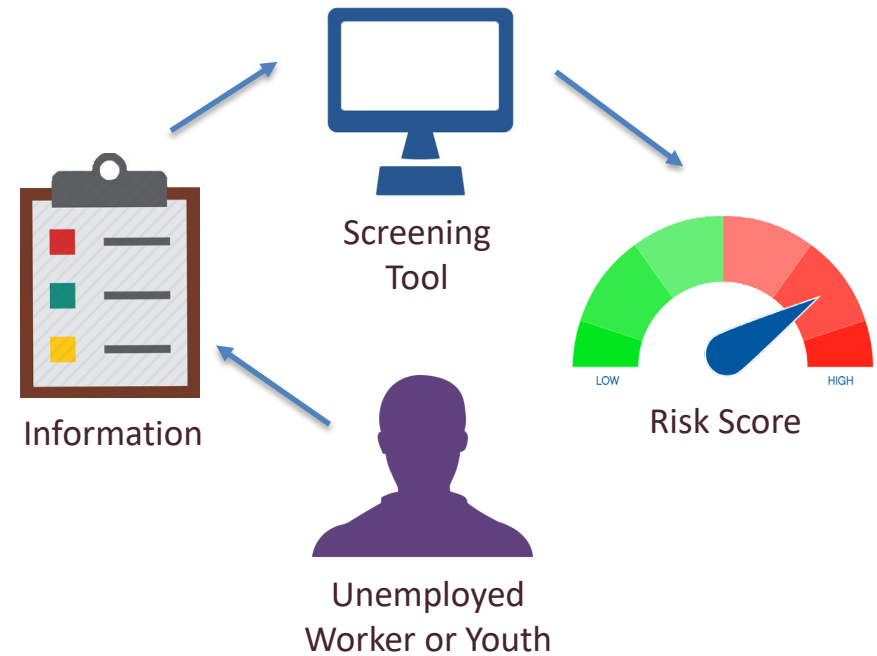 Screening
Tool
LOW
HIGH
Risk Score
Information
Unemployed
Worker or Youth